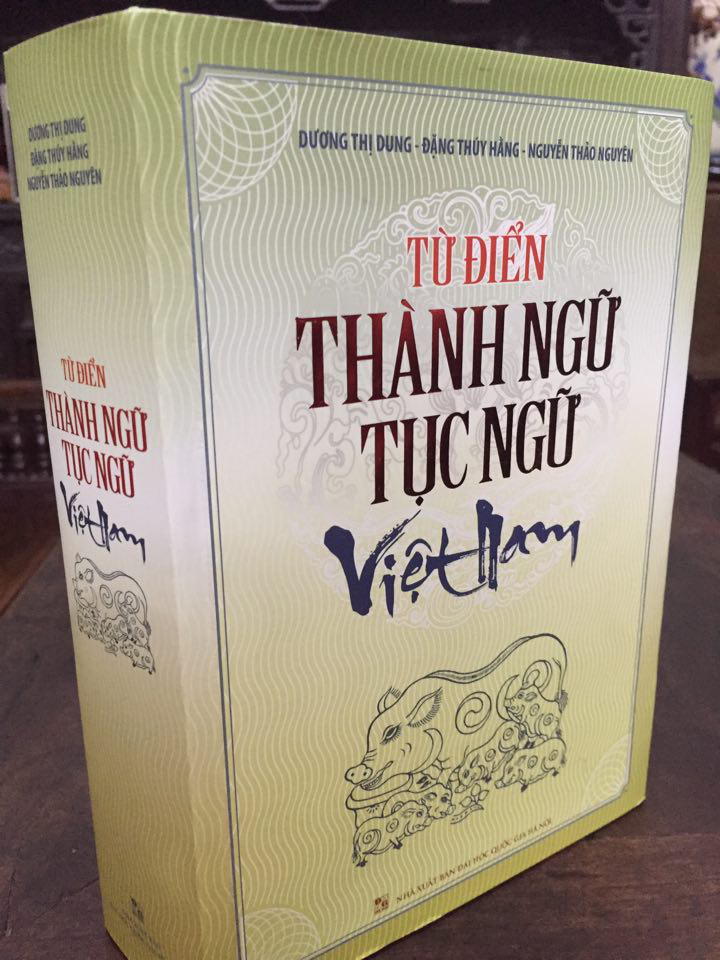 DƯƠNG THỊ DUNG
ĐẶNG THÚY HẰNG
NGUYỄN THẢO NGUYÊN
TỪ ĐIỂN
THÀNH NGỮ
TỤC NGỮ
Việt Nam
DƯƠNG THỊ DUNG - ĐẶNG THÚY HẰNG - NGUYỄN THẢO NGUYÊN
TỪ ĐIỂN
THÀNH NGỮ
TỤC NGỮ
Việt Nam
NHÀ XUẤT BẢN ĐẠI HỌC QUỐC GIA HÀ NỘI